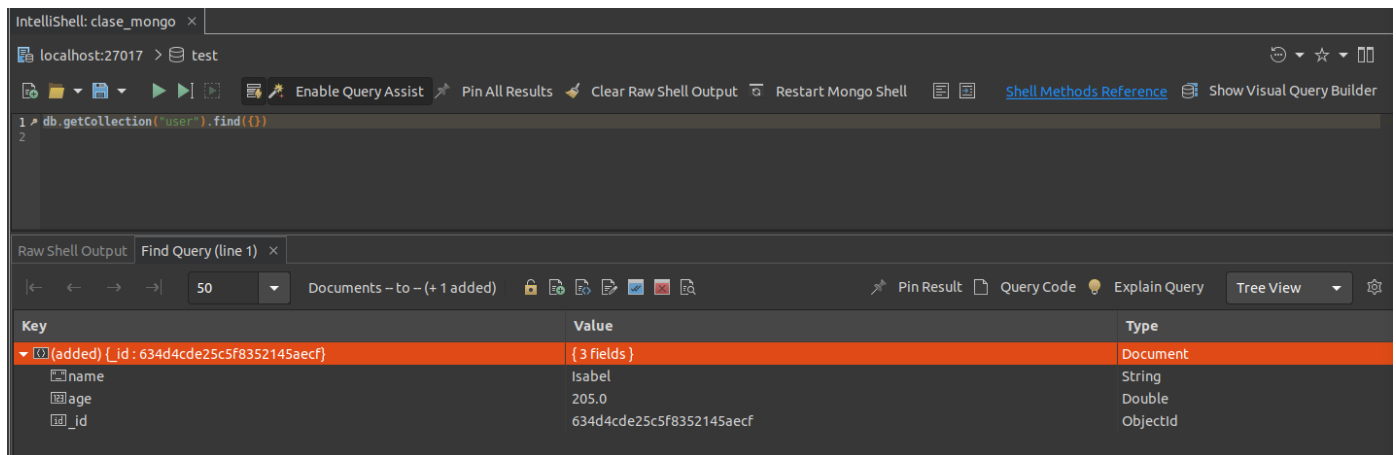 IntelliShell: clase_mongo ×
localhost:27017 > test
Enable Query Assist Pin All Results Clear Raw Shell Output Restart Mongo Shell Shell Methods Reference Show Visual Query Builder
1 db.getCollection("user").find({})
2
Raw Shell Output Find Query (line 1) ×
50 Documents -- to -- (+ 1 added) Pin Result Query Code Explain Query Tree View
Key Value Type
(added) {_id : 634d4cde25c5f8352145aecf} { 3 fields } Document
name Isabel String
age 205.0 Double
_id 634d4cde25c5f8352145aecf ObjectId